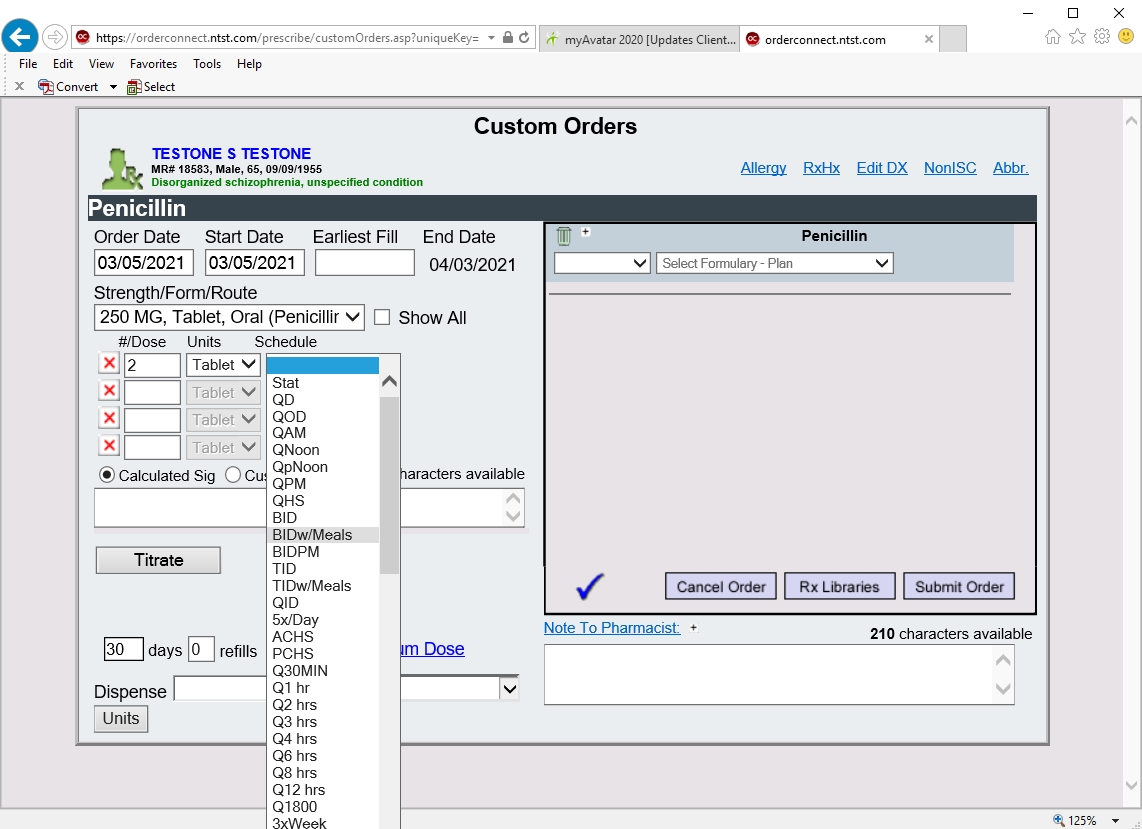 https://orderconnect.ntst.com/prescribe/customOrders.asp?uniqueKey=
myAvatar 2020 [Updates Client...
orderconnect.ntst.com
File Edit View Favorites Tools Help
x Convert Select
Custom Orders
TESTONE S TESTONE
MR# 18583, Male, 65, 09/09/1955
Disorganized schizophrenia, unspecified condition
Allergy RxHx Edit DX NonISC Abbr.
Penicillin
Order Date Start Date Earliest Fill End Date
03/05/2021 03/05/2021 04/03/2021
Strength/Form/Route
250 MG, Tablet, Oral (Penicillir
Show All
#/Dose Units Schedule
2 Tablet
Tablet
Tablet
Tablet
Stat
QD
QOD
QAM
QNoon
QpNoon
QPM
QHS
BID
BIDw/Meals
BIDPM
TID
TIDw/Meals
QID
5x/Day
ACHS
PCHS
Q30MIN
Q1 hr
Q2 hrs
Q3 hrs
Q4 hrs
Q6 hrs
Q8 hrs
Q12 hrs
Q1800
3xWeek
Calculated Sig Cus haracters available
Titrate
30 days 0 refills um Dose
Dispense
Units
+ Penicillin
Select Formulary - Plan
Cancel Order Rx Libraries Submit Order
Note To Pharmacist: + 210 characters available
125%